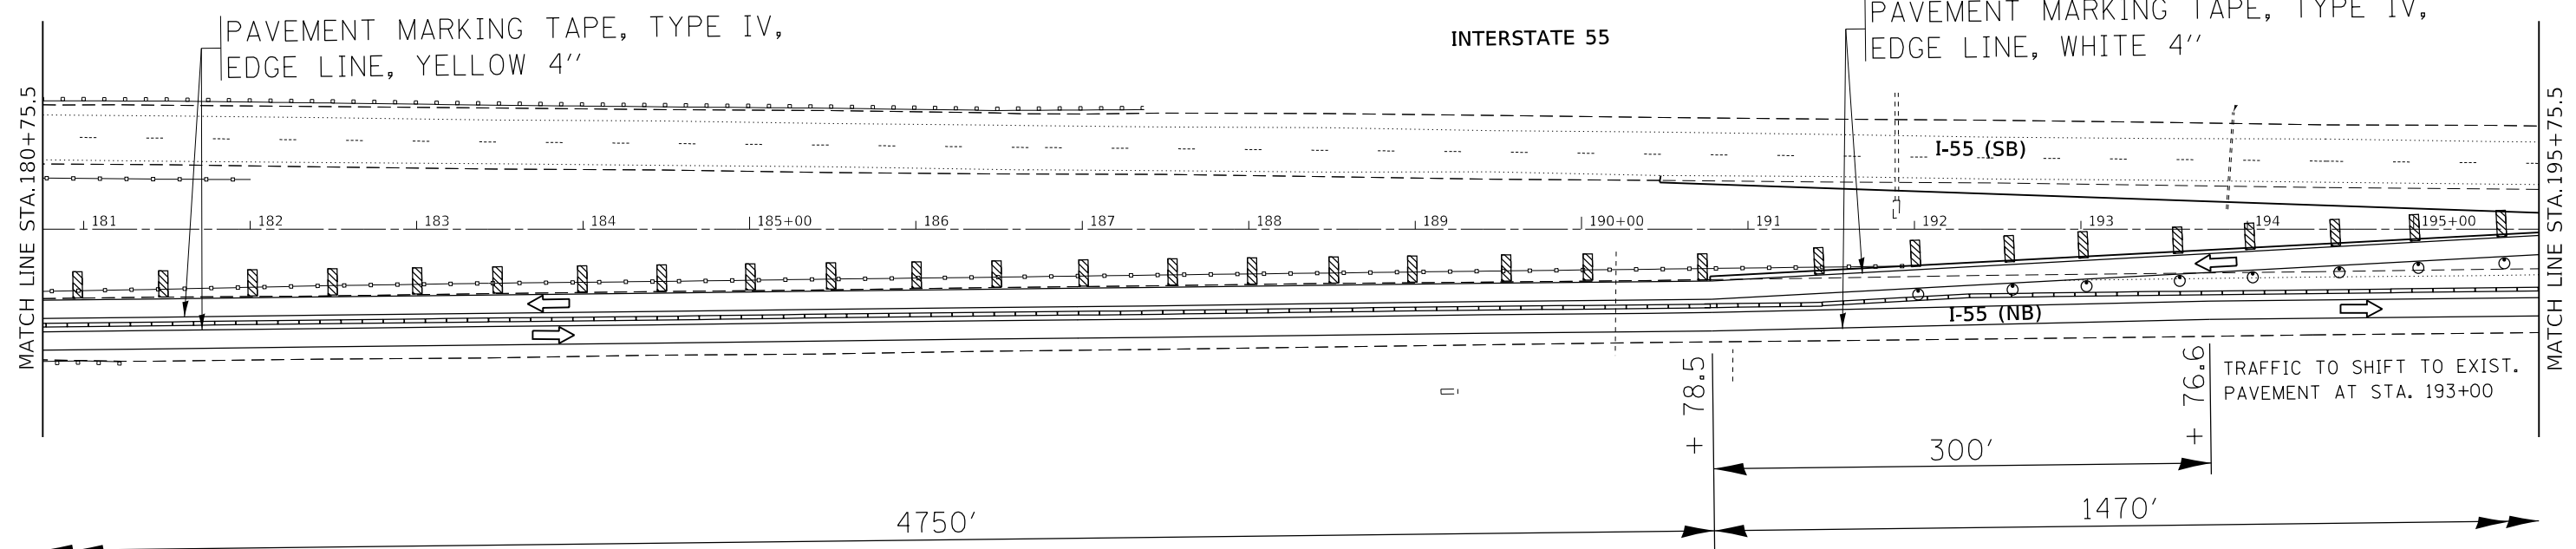 PAVEMENT MARKING TAPE, TYPE IV,
EDGE LINE, YELLOW 4''
INTERSTATE 55
PAVEMENT MARKING TAPE, TYPE IV,
EDGE LINE, WHITE 4''
MATCH LINE STA.180+75.5
MATCH LINE STA.195+75.5
I-55 (SB)
181 182 183 184 185+00 186 187 188 189 190+00 191 192 193 194 195+00
I-55 (NB)
+ 78.5
+ 76.6
TRAFFIC TO SHIFT TO EXIST.
PAVEMENT AT STA. 193+00
300'
4750'
1470'